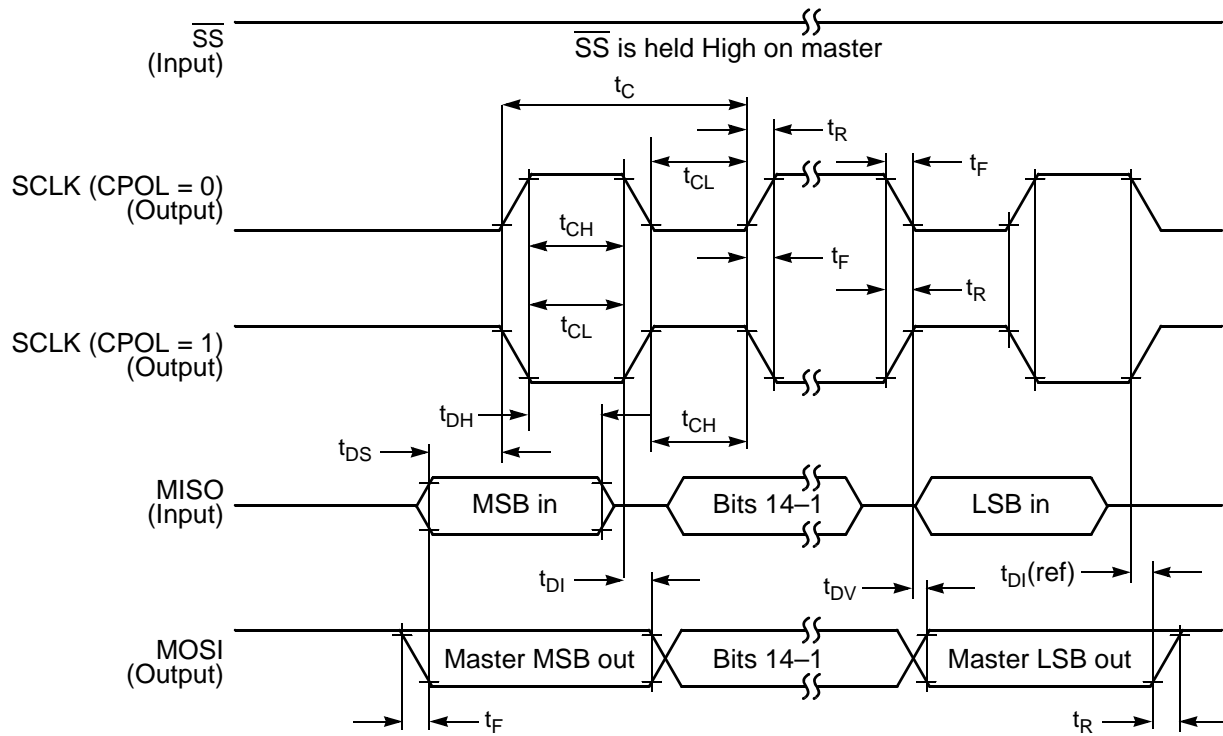 SS
(Input)
SS is held High on master
tC
tR
tF
tCL
SCLK (CPOL = 0)
(Output)
tCH
tF
tR
tCL
SCLK (CPOL = 1)
(Output)
tDH
tCH
tDS
MISO
(Input)
MSB in
Bits 14–1
LSB in
tDI
tDV
tDI(ref)
MOSI
(Output)
Master MSB out
Bits 14–1
Master LSB out
tF
tR